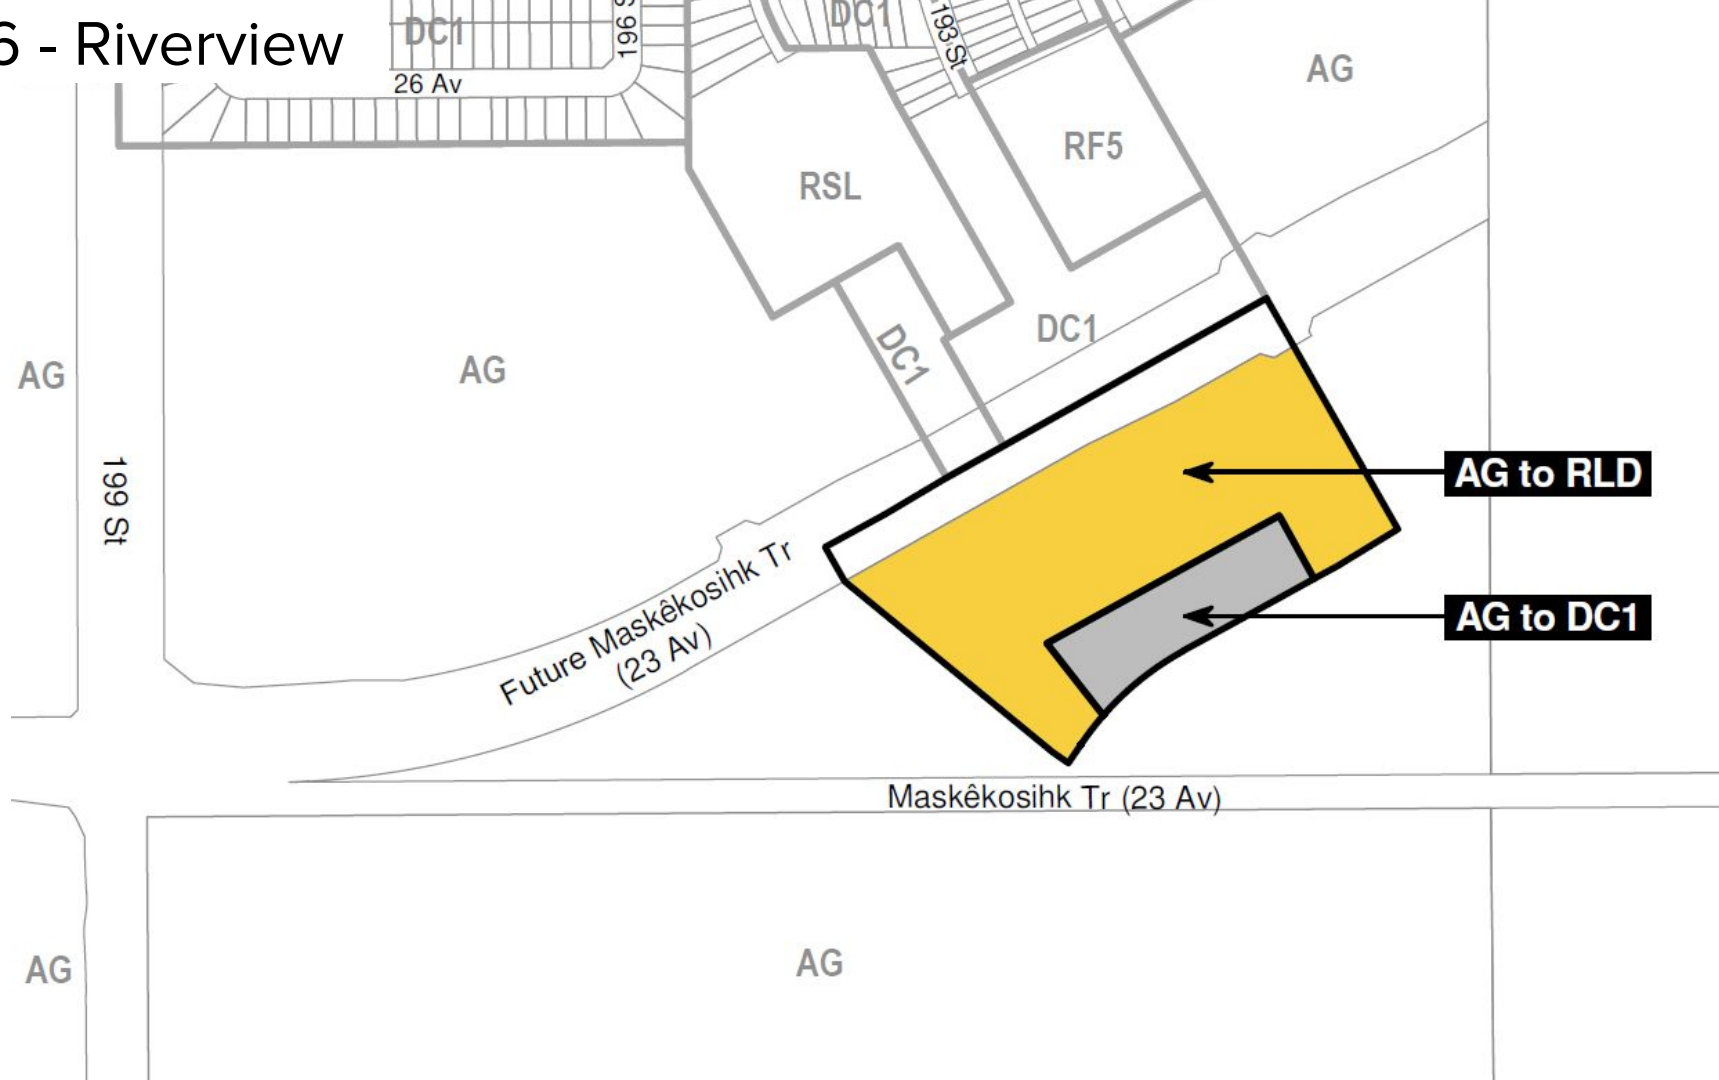 6 - Riverview
DC1
196 S
26 Av
DC1
193 St
AG
RF5
RSL
DC1
DC1
AG
AG
199 St
AG to RLD
Future Maskêkosihk Tr
(23 Av)
AG to DC1
Maskêkosihk Tr (23 Av)
AG
AG